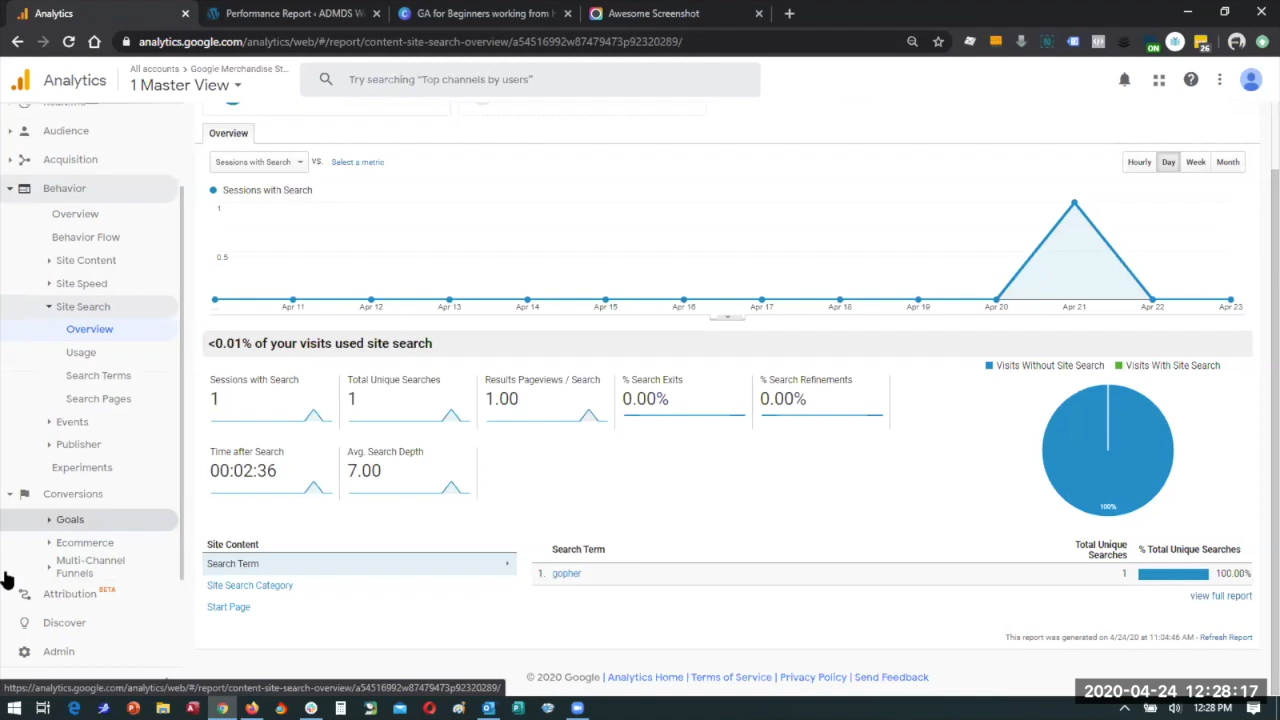 Analytics
Performance Report ‹ ADMDS W
GA for Beginners working from H
Awesome Screenshot
analytics.google.com/analytics/web/#/report/content-site-search-overview/a54516992w87479473p92320289/
ON
26
Analytics
All accounts > Google Merchandise St...
1 Master View
Try searching "Top channels by users"
Audience
Acquisition
Behavior
Overview
Behavior Flow
Site Content
Site Speed
Site Search
Overview
Usage
Search Terms
Search Pages
Events
Publisher
Experiments
Conversions
Goals
Ecommerce
Multi-Channel
Funnels
Attribution BETA
Discover
Admin
Overview
Sessions with Search
VS.
Select a metric
Hourly
Day
Week
Month
Sessions with Search
1
0.5
Apr 11
Apr 12
Apr 13
Apr 14
Apr 15
Apr 16
Apr 17
Apr 18
Apr 19
Apr 20
Apr 21
Apr 22
Apr 23
<0.01% of your visits used site search
Visits Without Site Search
Visits With Site Search
Sessions with Search
1
Total Unique Searches
1
Results Pageviews / Search
1.00
% Search Exits
0.00%
% Search Refinements
0.00%
Time after Search
00:02:36
Avg. Search Depth
7.00
100%
Site Content
Search Term
Site Search Category
Start Page
Search Term
Total Unique
Searches
% Total Unique Searches
1. gopher
1
100.00%
view full report
This report was generated on 4/24/20 at 11:04:46 AM - Refresh Report
© 2020 Google | Analytics Home | Terms of Service | Privacy Policy | Send Feedback
https://analytics.google.com/analytics/web/#/report/content-site-search-overview/a54516992w87479473p92320289/
2020-04-24 12:28:17
12:28 PM